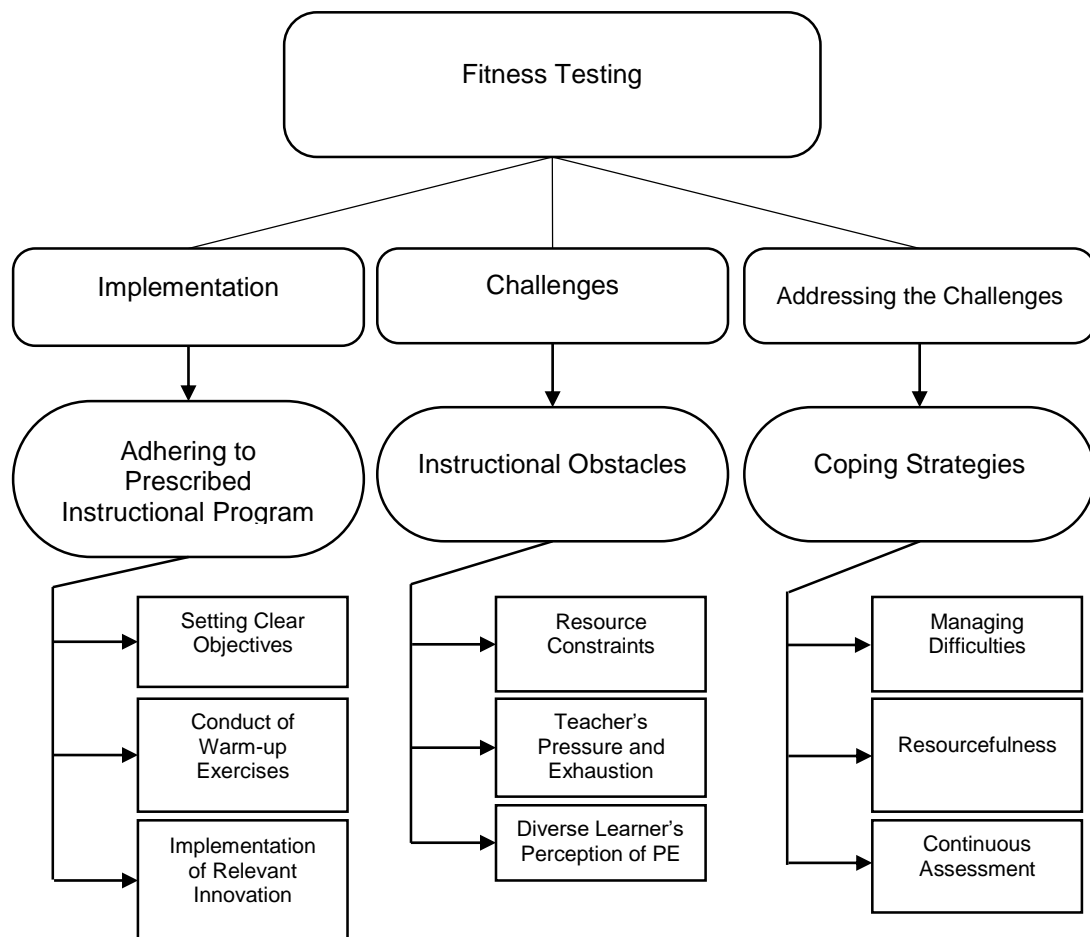 Fitness Testing
Implementation
Challenges
Addressing the Challenges
Adhering to
Prescribed
Instructional Program
Instructional Obstacles
Coping Strategies
Setting Clear
Objectives
Conduct of
Warm-up
Exercises
Implementation
of Relevant
Innovation
Resource
Constraints
Teacher’s
Pressure and
Exhaustion
Diverse Learner’s
Perception of PE
Managing
Difficulties
Resourcefulness
Continuous
Assessment